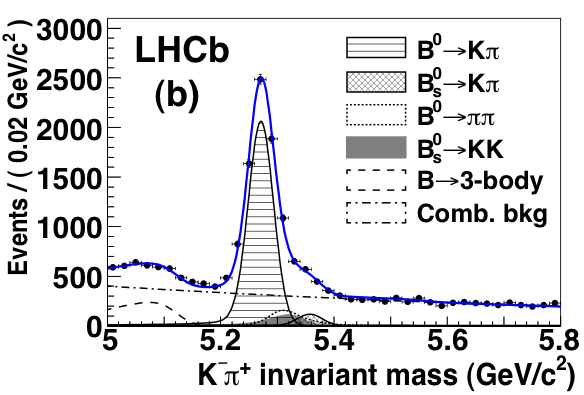 3000
2500
2000
1500
1000
500
0
Events / ( 0.02 GeV/c² )
LHCb
(b)
B⁰→Kπ
B⁰ₛ→Kπ
B⁰→ππ
B⁰ₛ→KK
B→3-body
Comb. bkg
5 5.2 5.4 5.6 5.8
K⁻π⁺ invariant mass (GeV/c²)